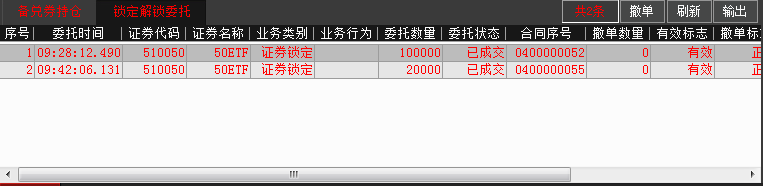 备兑券持仓 锁定解锁委托 共2条 撤单 刷新 输出
序号 委托时间 证券代码 证券名称 业务类别 业务行为 委托数量 委托状态 合同序号 撤单数量 有效标志 撤单标
1 09:28:12.490 510050 50ETF 证券锁定 100000 已成交 0400000052 0 有效 正
2 09:42:06.131 510050 50ETF 证券锁定 20000 已成交 0400000055 0 有效 正